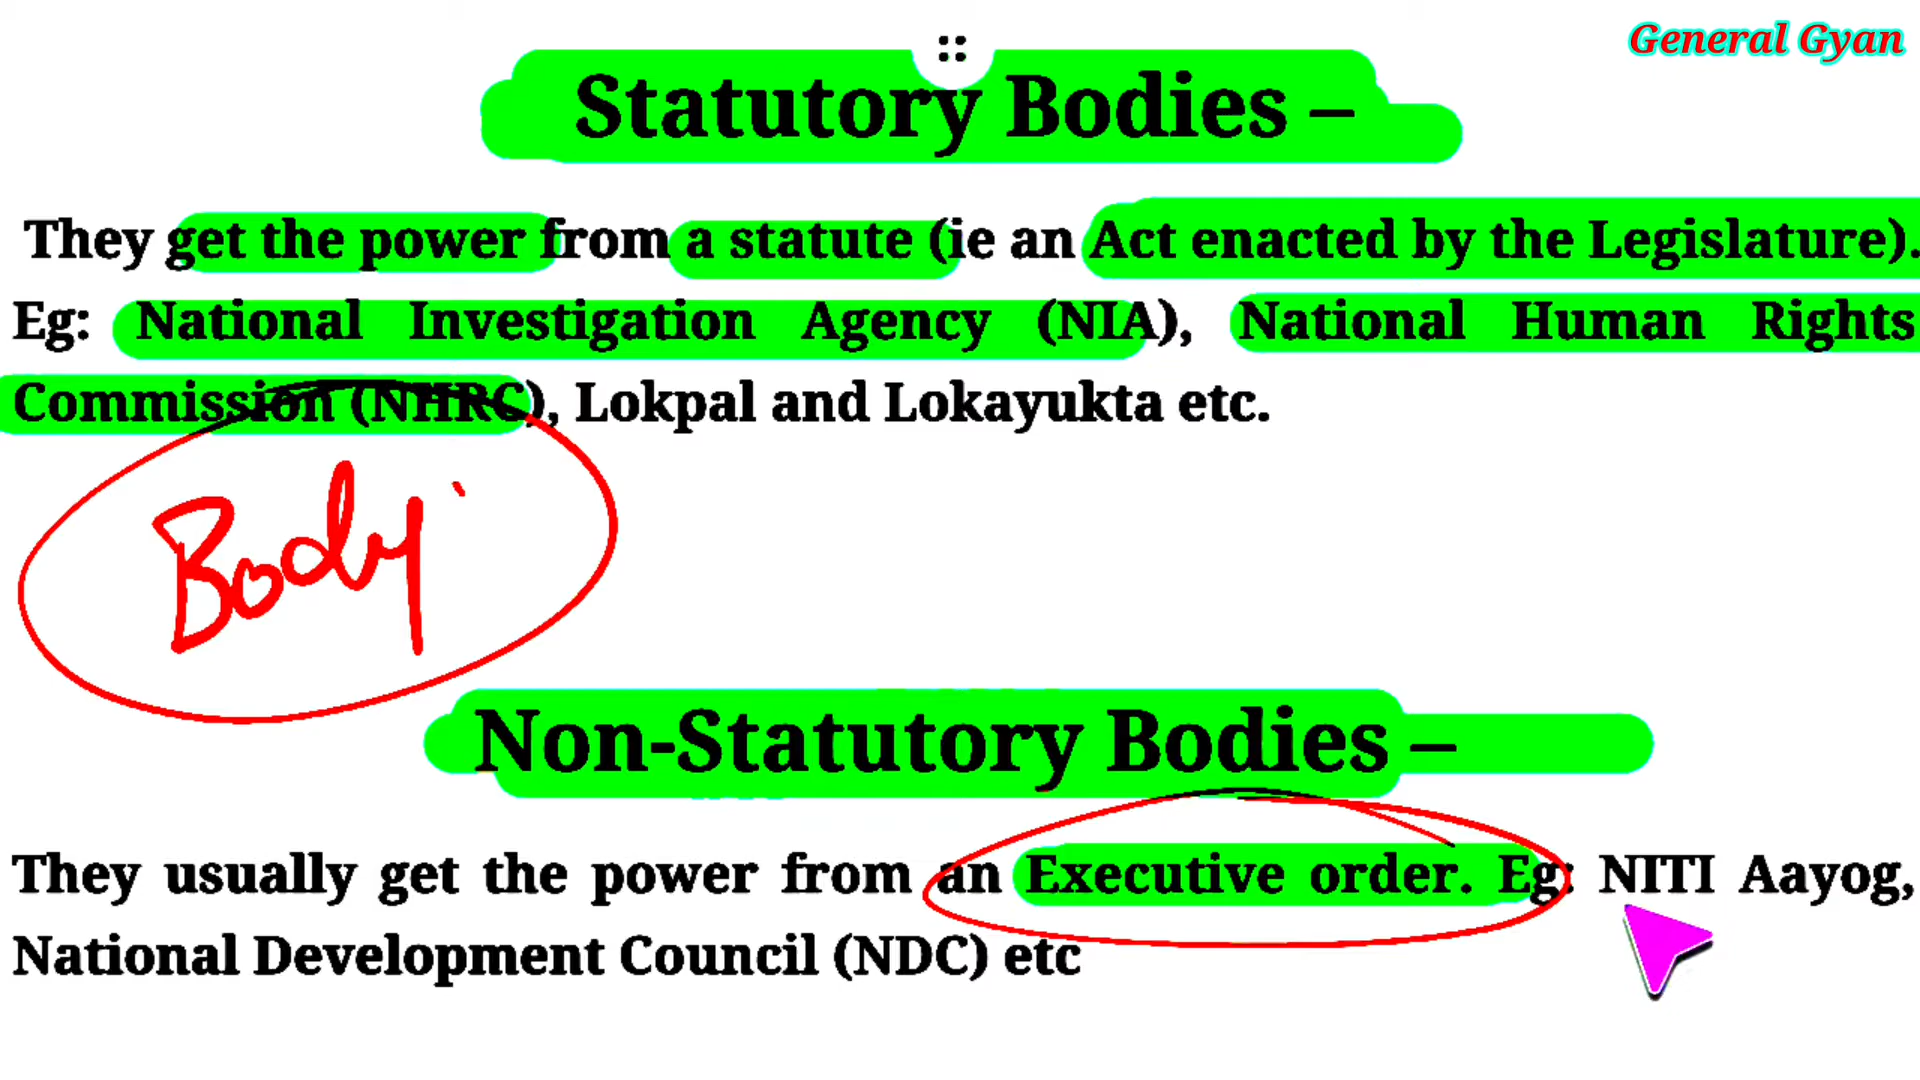 General Gyan
Statutory Bodies –
They get the power from a statute (ie an Act enacted by the Legislature).
Eg: National Investigation Agency (NIA), National Human Rights
Commission (NHRC), Lokpal and Lokayukta etc.
Body
Non-Statutory Bodies –
They usually get the power from an Executive order. Eg: NITI Aayog,
National Development Council (NDC) etc